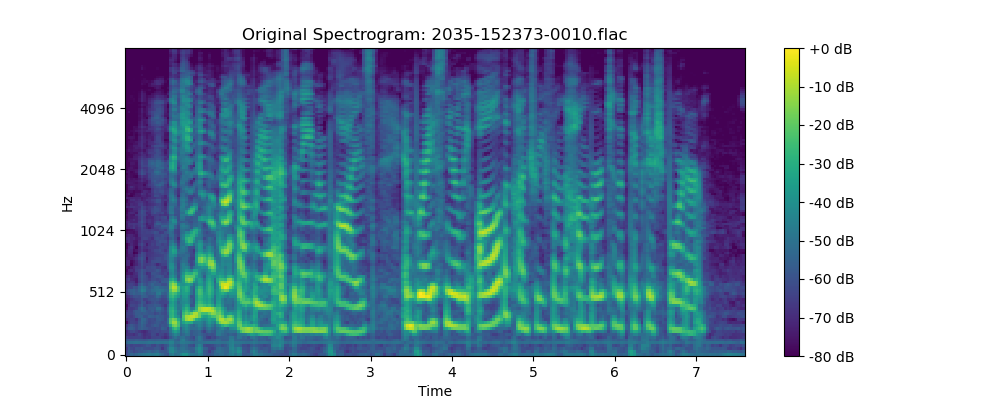 Original Spectrogram: 2035-152373-0010.flac
+0 dB
-10 dB
-20 dB
-30 dB
-40 dB
-50 dB
-60 dB
-70 dB
-80 dB
4096
2048
1024
512
0
Hz
0 1 2 3 4 5 6 7
Time